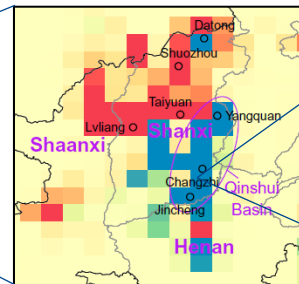 Datong
Shuozhou
Taiyuan
Yangquan
Lvliang
Shanxi
Shaanxi
Changzhi
Qinshui
Jincheng
Basin
Henan